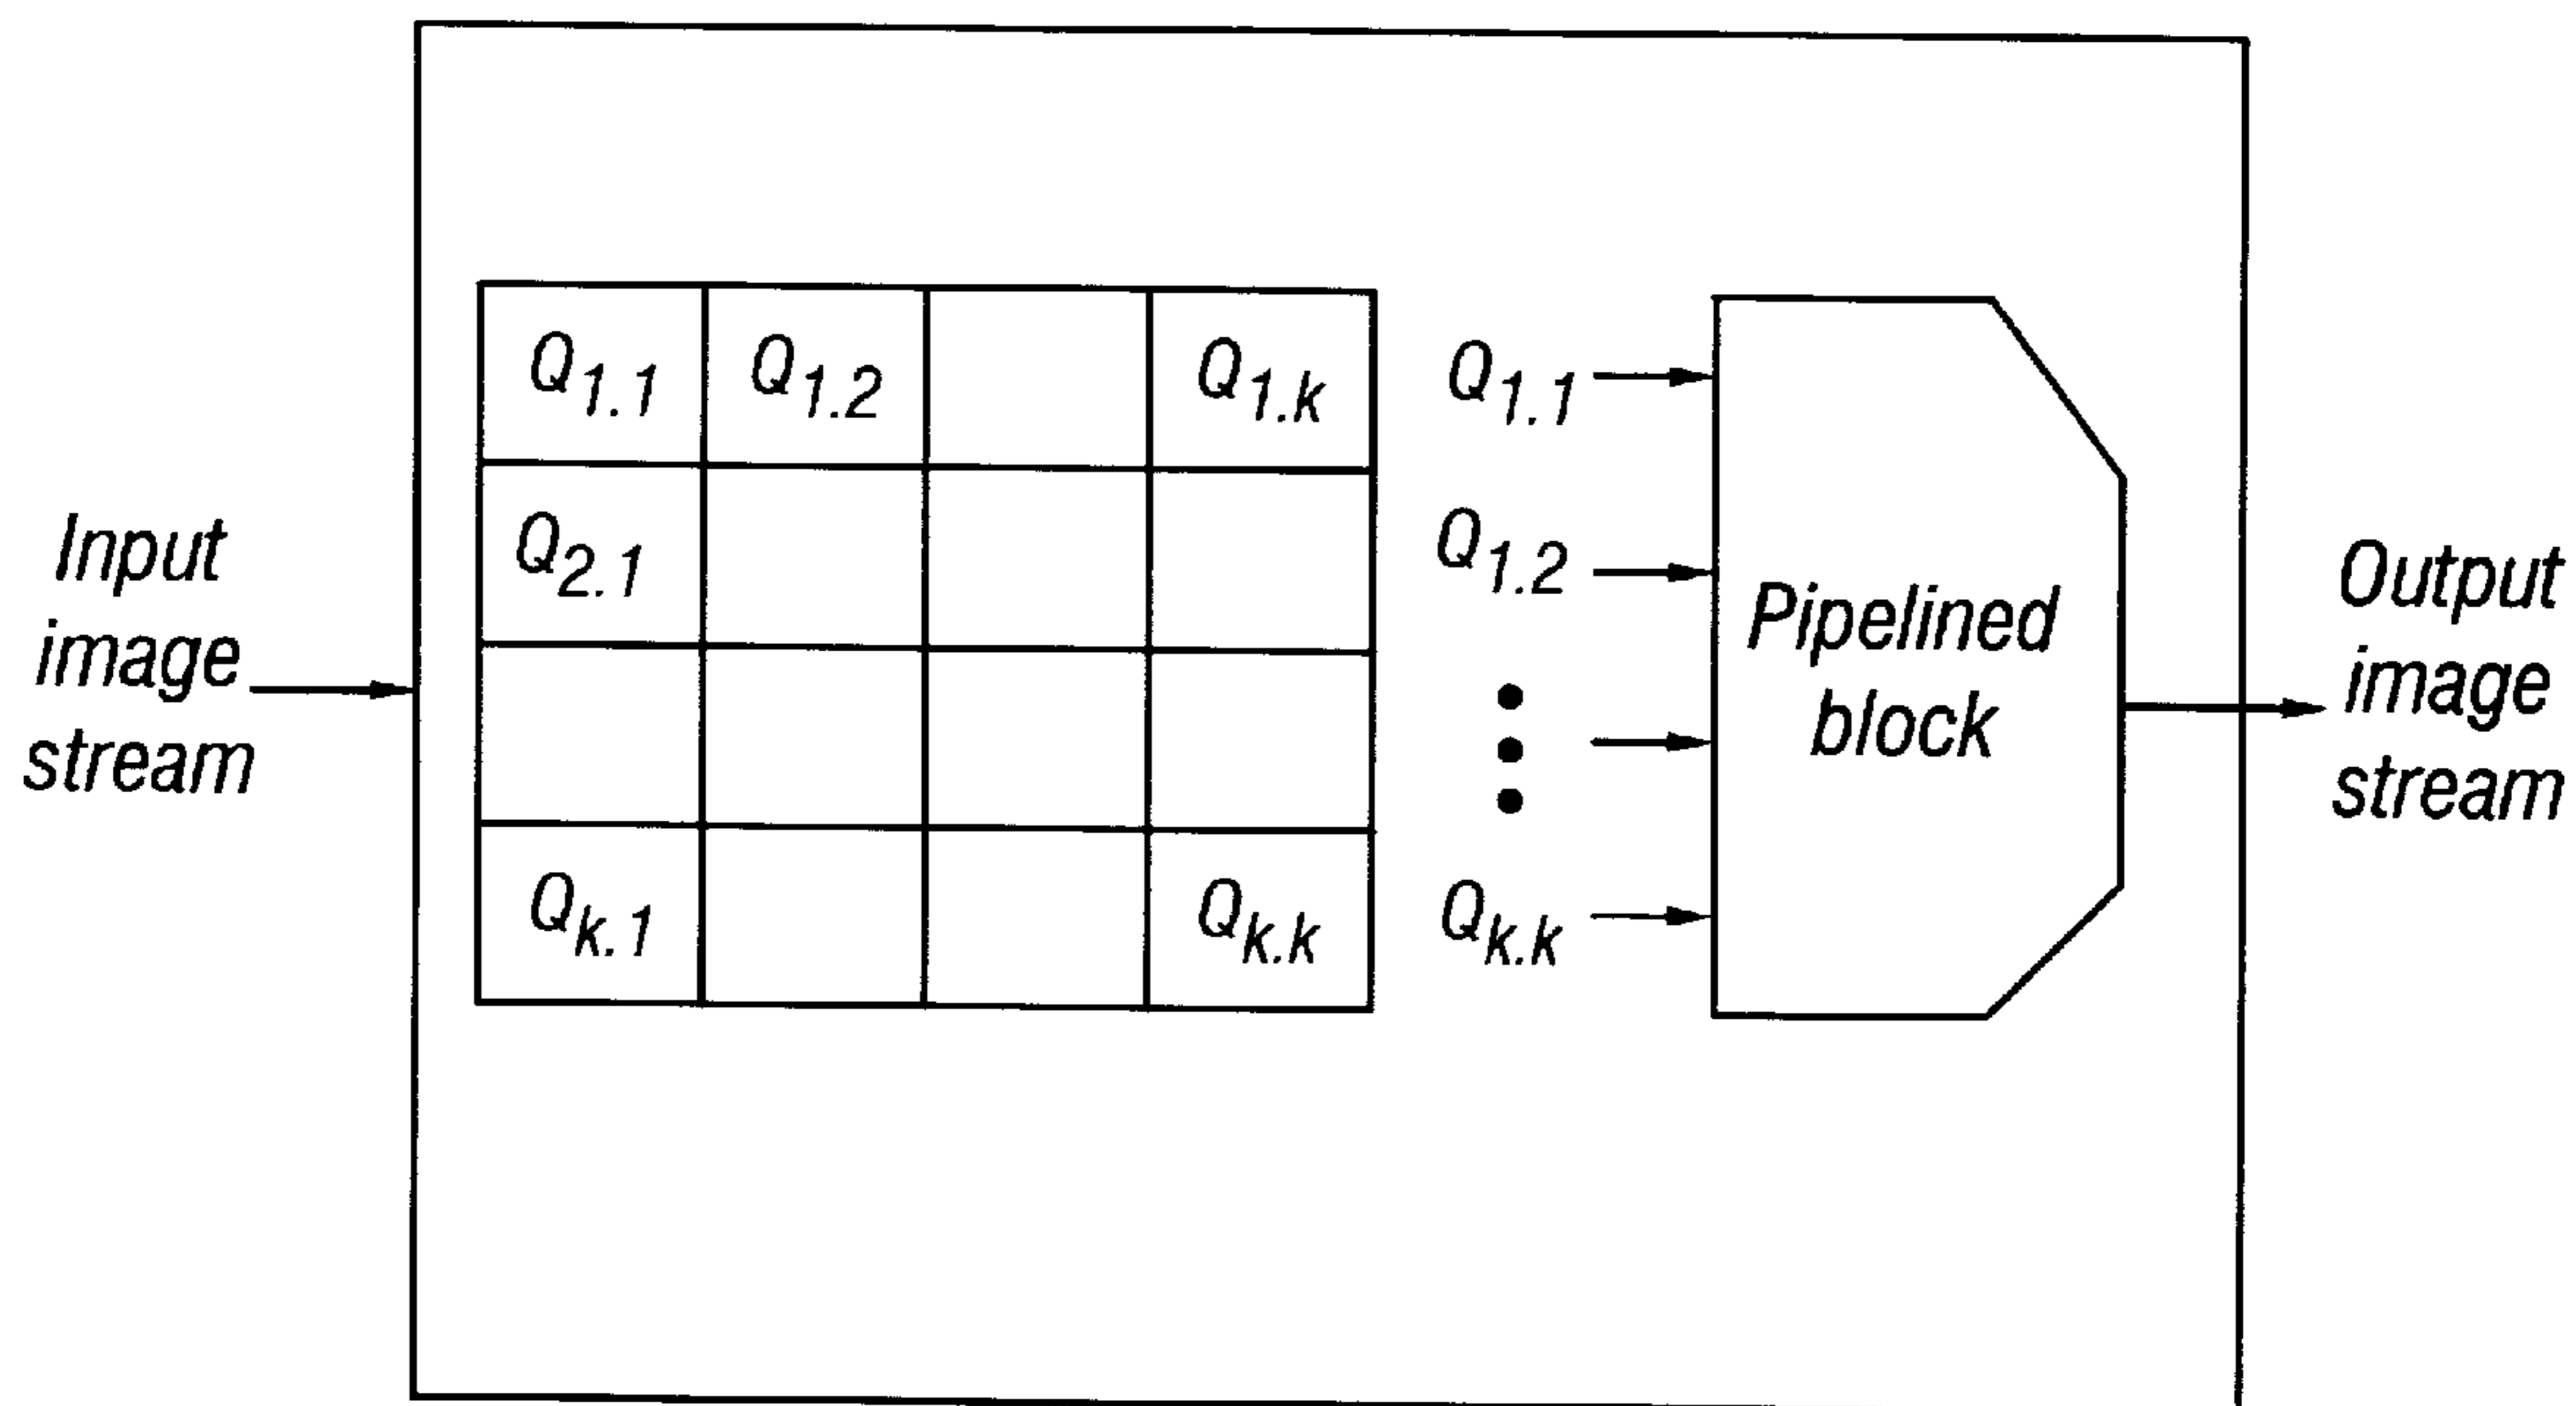 Input
image
stream
Q1.1 Q1.2 Q1.k
Q2.1
Qk.1 Qk.k
Q1.1
Q1.2
Qk.k
Pipelined
block
Output
image
stream